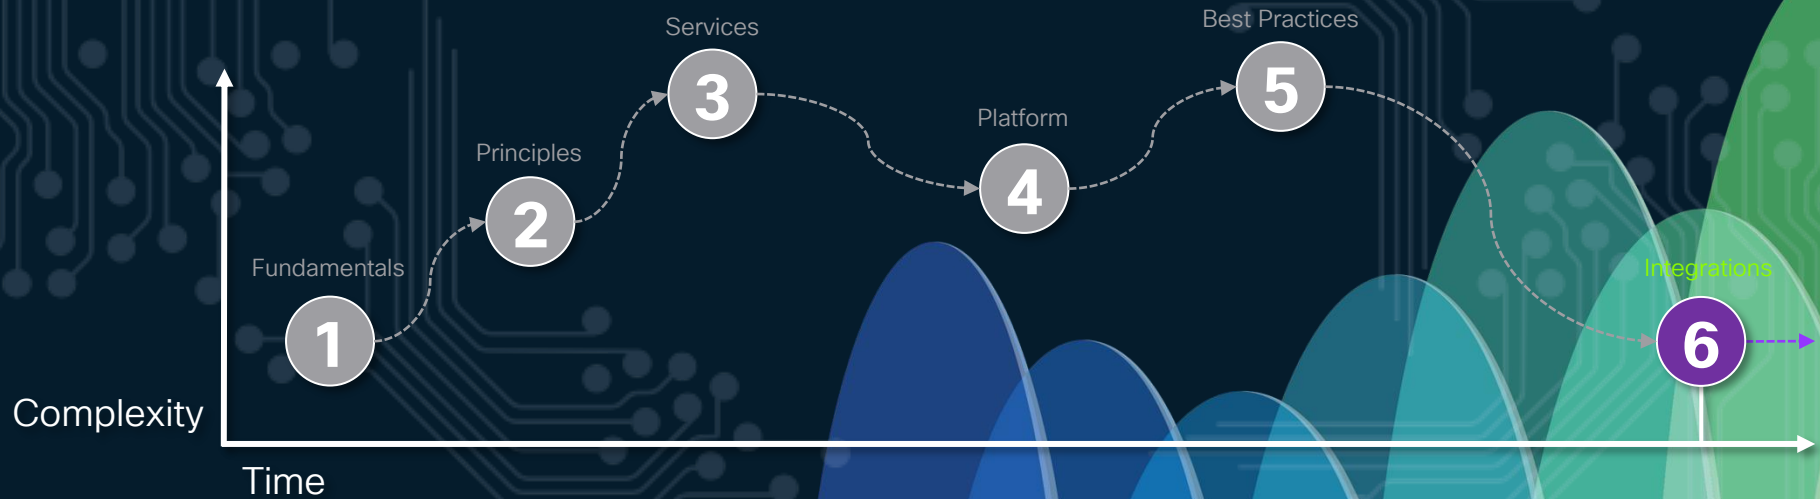 Fundamentals
1
Principles
2
Services
3
Platform
4
Best Practices
5
Integrations
6
Complexity
Time